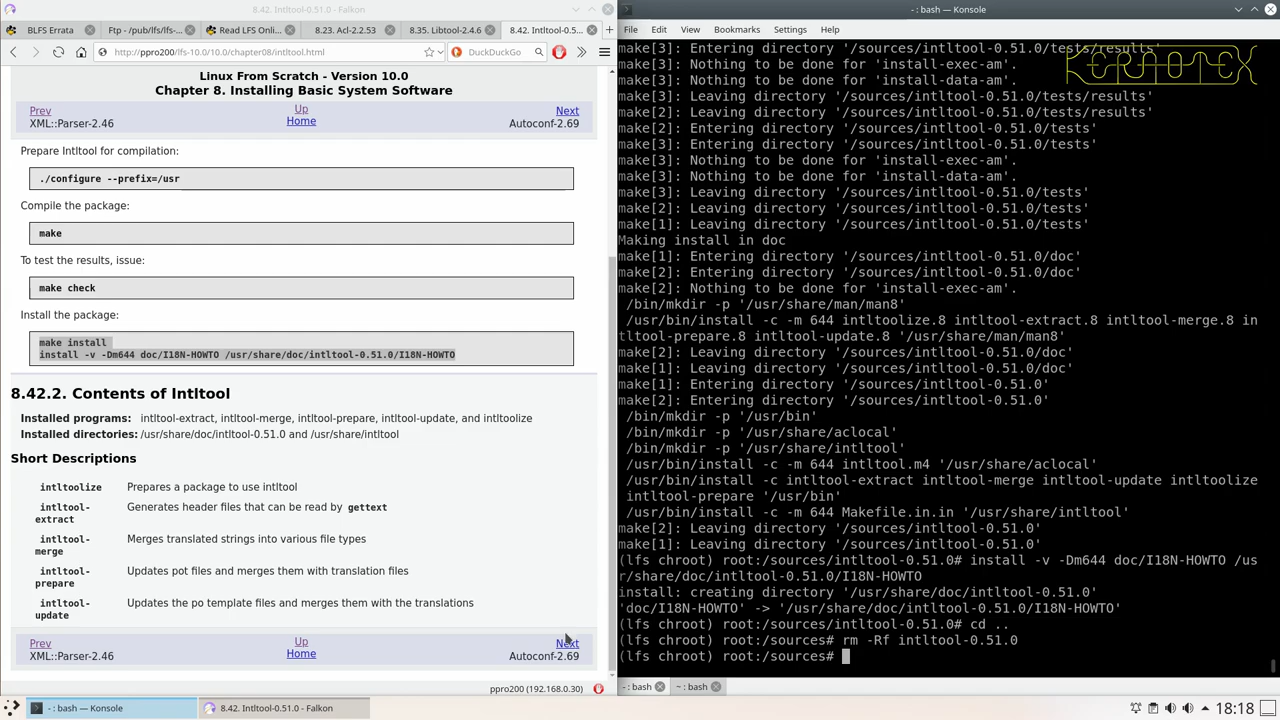 8.42. Intltool-0.51.0 - Falkon
- : bash — Konsole
BLFS Errata
Ftp - /pub/lfs/lfs...
Read LFS Onli...
8.23. Acl-2.2.53
8.35. Libtool-2.4.6
8.42. Intltool-0.5...
http://ppro200/lfs-10.0/10.0/chapter08/intltool.html
DuckDuckGo
Linux From Scratch - Version 10.0
Chapter 8. Installing Basic System Software
Prev
Up
Next
XML::Parser-2.46
Home
Autoconf-2.69
Prepare Intltool for compilation:
./configure --prefix=/usr
Compile the package:
make
To test the results, issue:
make check
Install the package:
make install
install -v -Dm644 doc/I18N-HOWTO /usr/share/doc/intltool-0.51.0/I18N-HOWTO
8.42.2. Contents of Intltool
Installed programs: intltool-extract, intltool-merge, intltool-prepare, intltool-update, and intltoolize
Installed directories: /usr/share/doc/intltool-0.51.0 and /usr/share/intltool
Short Descriptions
intltoolize Prepares a package to use intltool
intltool- Generates header files that can be read by gettext
extract
intltool- Merges translated strings into various file types
merge
intltool- Updates pot files and merges them with translation files
prepare
intltool- Updates the po template files and merges them with the translations
update
Prev
Up
Next
XML::Parser-2.46
Home
Autoconf-2.69
ppro200 (192.168.0.30)
File Edit View Bookmarks Settings Help
KERNOTEX
make[3]: Entering directory '/sources/intltool-0.51.0/tests/results'
make[3]: Nothing to be done for 'install-exec-am'.
make[3]: Nothing to be done for 'install-data-am'.
make[3]: Leaving directory '/sources/intltool-0.51.0/tests/results'
make[2]: Leaving directory '/sources/intltool-0.51.0/tests/results'
make[2]: Entering directory '/sources/intltool-0.51.0/tests'
make[3]: Entering directory '/sources/intltool-0.51.0/tests'
make[3]: Nothing to be done for 'install-exec-am'.
make[3]: Nothing to be done for 'install-data-am'.
make[3]: Leaving directory '/sources/intltool-0.51.0/tests'
make[2]: Leaving directory '/sources/intltool-0.51.0/tests'
make[1]: Leaving directory '/sources/intltool-0.51.0/tests'
Making install in doc
make[1]: Entering directory '/sources/intltool-0.51.0/doc'
make[2]: Entering directory '/sources/intltool-0.51.0/doc'
make[2]: Nothing to be done for 'install-exec-am'.
/bin/mkdir -p '/usr/share/man/man8'
/usr/bin/install -c -m 644 intltoolize.8 intltool-extract.8 intltool-merge.8 in
tltool-prepare.8 intltool-update.8 '/usr/share/man/man8'
make[2]: Leaving directory '/sources/intltool-0.51.0/doc'
make[1]: Leaving directory '/sources/intltool-0.51.0/doc'
make[1]: Entering directory '/sources/intltool-0.51.0'
make[2]: Entering directory '/sources/intltool-0.51.0'
/bin/mkdir -p '/usr/bin'
/bin/mkdir -p '/usr/share/aclocal'
/bin/mkdir -p '/usr/share/intltool'
/usr/bin/install -c -m 644 intltool.m4 '/usr/share/aclocal'
/usr/bin/install -c intltool-extract intltool-merge intltool-update intltoolize
intltool-prepare '/usr/bin'
/usr/bin/install -c -m 644 Makefile.in.in '/usr/share/intltool'
make[2]: Leaving directory '/sources/intltool-0.51.0'
make[1]: Leaving directory '/sources/intltool-0.51.0'
(lfs chroot) root:/sources/intltool-0.51.0# install -v -Dm644 doc/I18N-HOWTO /us
r/share/doc/intltool-0.51.0/I18N-HOWTO
install: creating directory '/usr/share/doc/intltool-0.51.0'
'doc/I18N-HOWTO' -> '/usr/share/doc/intltool-0.51.0/I18N-HOWTO'
(lfs chroot) root:/sources/intltool-0.51.0# cd ..
(lfs chroot) root:/sources# rm -Rf intltool-0.51.0
(lfs chroot) root:/sources#
- : bash
~ : bash
- : bash — Konsole
8.42. Intltool-0.51.0 - Falkon
18:18